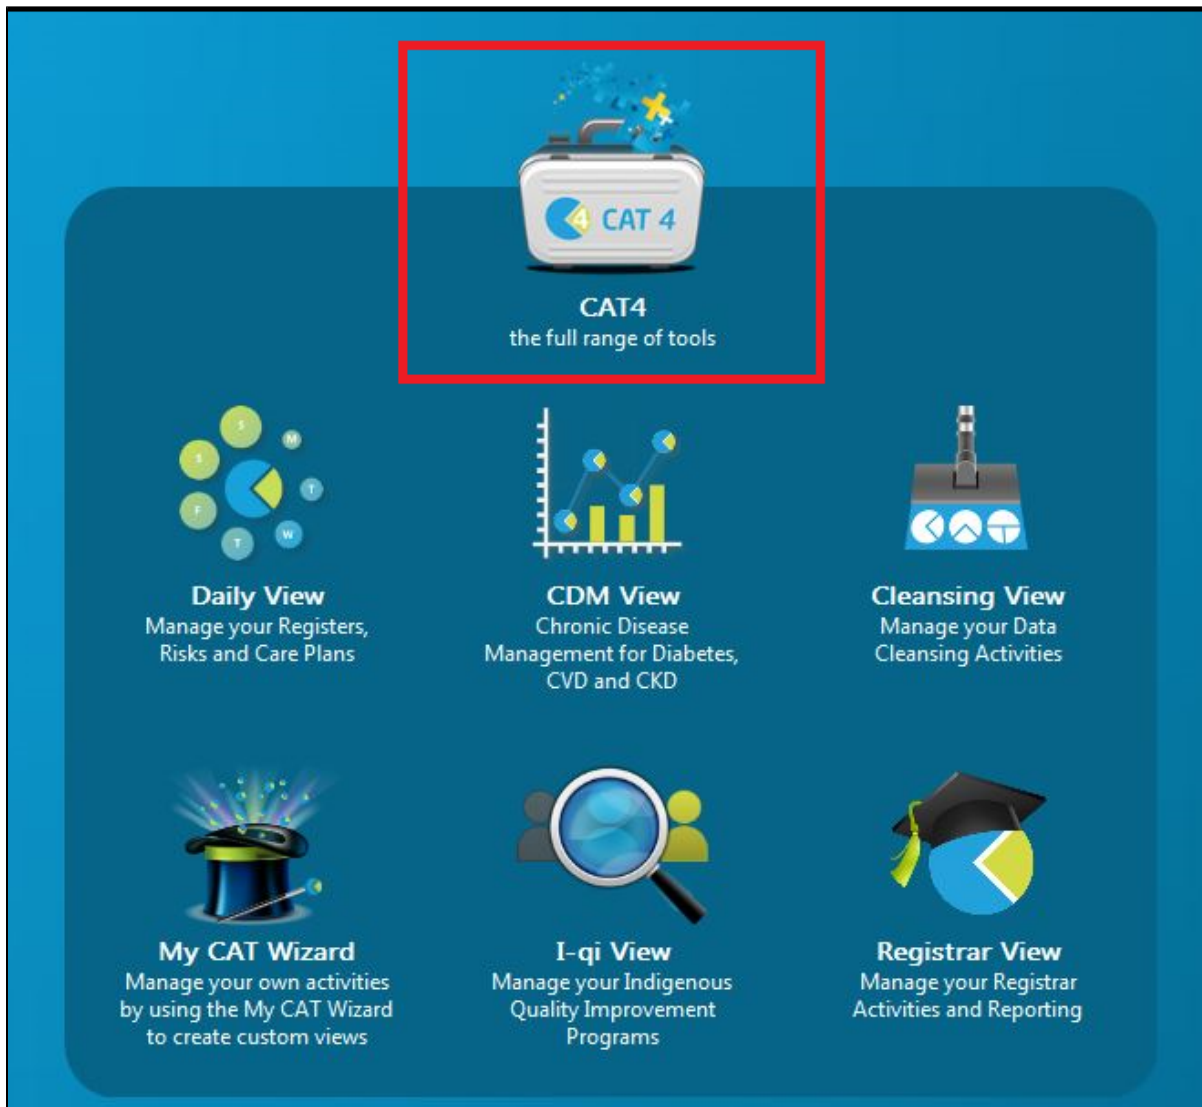 4 CAT 4
CAT4
the full range of tools
S
M
S
T
F
W
T
Daily View
Manage your Registers,
Risks and Care Plans
CDM View
Chronic Disease
Management for Diabetes,
CVD and CKD
Cleansing View
Manage your Data
Cleansing Activities
My CAT Wizard
Manage your own activities
by using the My CAT Wizard
to create custom views
I-qi View
Manage your Indigenous
Quality Improvement
Programs
Registrar View
Manage your Registrar
Activities and Reporting